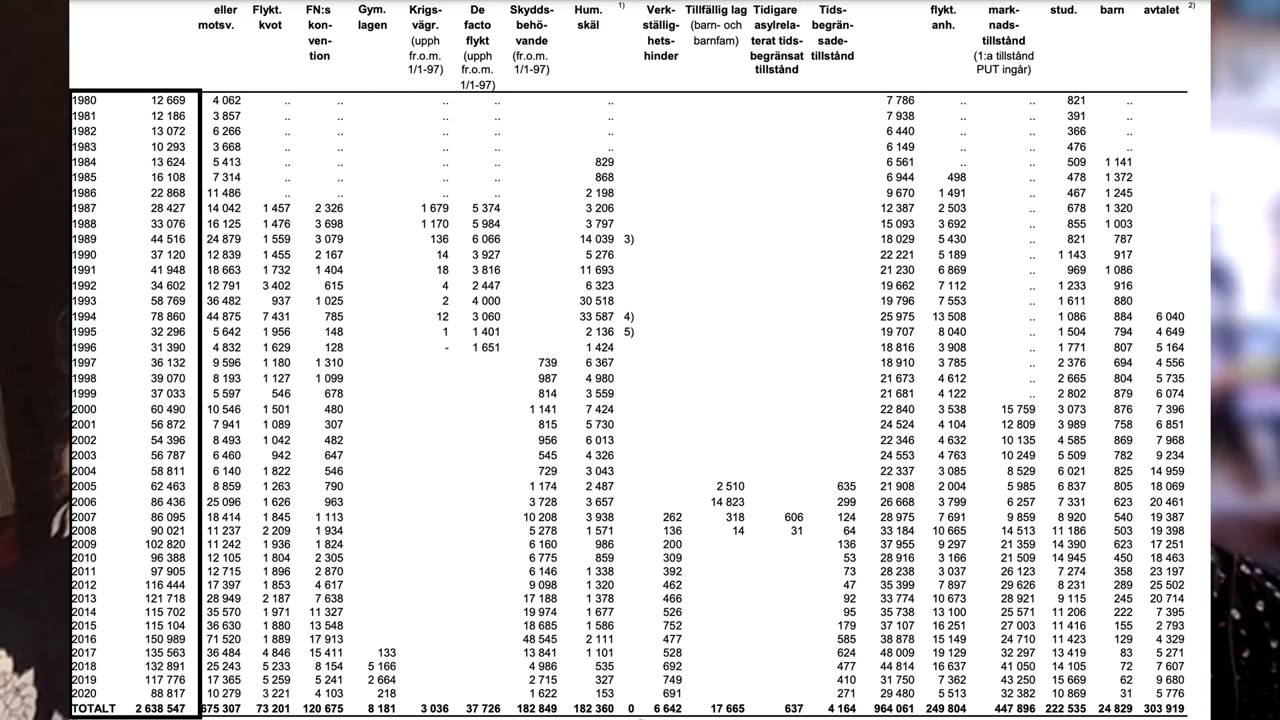 eller Flykt. FN:s Gym. Krigs- De Skydds- Hum. 1) Verk- Tillfällig lag Tidigare Tids- flykt. mark- stud. barn avtalet 2)
motsv. kvot kon- lagen vägr. facto behö- skäl ställig- (barn- och asylrela- begrän- anh. nads-
ven- (upph flykt vande hets- barnfam) terat tids- sade- tillstånd
tion fr.o.m. (upph (fr.o.m. hinder begränsat tillstånd (1:a tillstånd
1/1-97) fr.o.m. 1/1-97) tillstånd PUT ingår)
1/1-97)
1980 12 669 4 062 .. .. .. .. .. 7 786 .. .. 821 ..
1981 12 186 3 857 .. .. .. .. .. 7 938 .. .. 391 ..
1982 13 072 6 266 .. .. .. .. .. 6 440 .. .. 366 ..
1983 10 293 3 668 .. .. .. .. .. 6 149 .. .. 476 ..
1984 13 624 5 413 .. .. .. .. 829 6 561 .. .. 509 1 141
1985 16 108 7 314 .. .. .. .. 868 6 944 498 .. 478 1 372
1986 22 868 11 486 .. .. .. .. 2 198 9 670 1 491 .. 467 1 245
1987 28 427 14 042 1 457 2 326 1 679 5 374 3 206 12 387 2 503 .. 678 1 320
1988 33 076 16 125 1 476 3 698 1 170 5 984 3 797 15 093 3 692 .. 855 1 003
1989 44 516 24 879 1 559 3 079 136 6 066 14 039 3) 18 029 5 430 .. 821 787
1990 37 120 12 839 1 455 2 167 14 3 927 5 276 22 221 5 189 .. 1 143 917
1991 41 948 18 663 1 732 1 404 18 3 816 11 693 21 230 6 869 .. 969 1 086
1992 34 602 12 791 3 402 615 4 2 447 6 323 19 662 7 112 .. 1 233 916
1993 58 769 36 482 937 1 025 2 4 000 30 518 19 796 7 553 .. 1 611 880
1994 78 860 44 875 7 431 785 12 3 060 33 587 4) 25 975 13 508 .. 1 086 884 6 040
1995 32 296 5 642 1 956 148 1 1 401 2 136 5) 19 707 8 040 .. 1 504 794 4 649
1996 31 390 4 832 1 629 128 - 1 651 1 424 18 816 3 908 .. 1 771 807 5 164
1997 36 132 9 596 1 180 1 310 739 6 367 18 910 3 785 .. 2 376 694 4 556
1998 39 070 8 193 1 127 1 099 987 4 980 21 673 4 612 .. 2 665 804 5 735
1999 37 033 5 597 546 678 814 3 559 21 681 4 122 .. 2 802 879 6 074
2000 60 490 10 546 1 501 480 1 141 7 424 22 840 3 538 15 759 3 073 876 7 396
2001 56 872 7 941 1 089 307 815 5 730 24 524 4 104 12 809 3 989 758 6 851
2002 54 396 8 493 1 042 482 956 6 013 22 346 4 632 10 135 4 585 869 7 968
2003 56 787 6 460 942 647 545 4 326 24 553 4 763 10 249 5 509 782 9 234
2004 58 811 6 140 1 822 546 729 3 043 22 337 3 085 8 529 6 021 825 14 959
2005 62 463 8 859 1 263 790 1 174 2 487 2 510 635 21 908 2 004 5 985 6 837 805 18 069
2006 86 436 25 096 1 626 963 3 728 3 657 14 823 299 26 668 3 799 6 257 7 331 623 20 461
2007 86 095 18 414 1 845 1 113 10 208 3 938 262 318 606 124 28 975 7 691 9 859 8 920 540 19 387
2008 90 021 11 237 2 209 1 934 5 278 1 571 136 14 31 64 33 184 10 665 14 513 11 186 503 19 398
2009 102 820 11 242 1 936 1 824 6 160 986 200 136 37 955 9 297 21 359 14 390 623 17 251
2010 96 388 12 105 1 804 2 305 6 775 859 309 53 28 916 3 166 21 509 14 945 450 18 463
2011 97 905 12 715 1 896 2 870 6 146 1 338 392 73 28 238 3 037 26 123 7 274 358 23 197
2012 116 444 17 397 1 853 4 617 9 098 1 320 462 47 35 399 7 897 29 626 8 231 289 25 502
2013 121 718 28 949 2 187 7 638 17 188 1 378 466 92 33 774 10 673 28 921 9 115 245 20 714
2014 115 702 35 570 1 971 11 327 19 974 1 677 526 95 35 738 13 100 25 571 11 206 222 7 395
2015 115 104 36 630 1 880 13 548 18 685 1 586 752 179 37 107 16 251 27 003 11 416 155 2 793
2016 150 989 71 520 1 889 17 913 48 545 2 111 477 585 38 878 15 149 24 710 11 423 129 4 329
2017 135 563 36 484 4 846 15 411 133 13 841 1 101 528 624 48 009 19 129 32 297 13 419 83 5 271
2018 132 891 25 243 5 233 8 154 5 166 4 986 535 692 477 44 814 16 637 41 050 14 105 72 7 607
2019 117 776 17 365 5 259 5 241 2 664 2 715 327 749 410 31 750 7 362 43 250 15 669 62 9 680
2020 88 817 10 279 3 221 4 103 218 1 622 153 691 271 29 480 5 513 32 382 10 869 31 5 776
TOTALT 2 638 547 675 307 73 201 120 675 8 181 3 036 37 726 182 849 182 360 0 6 642 17 665 637 4 164 964 061 249 804 447 896 222 535 24 829 303 919